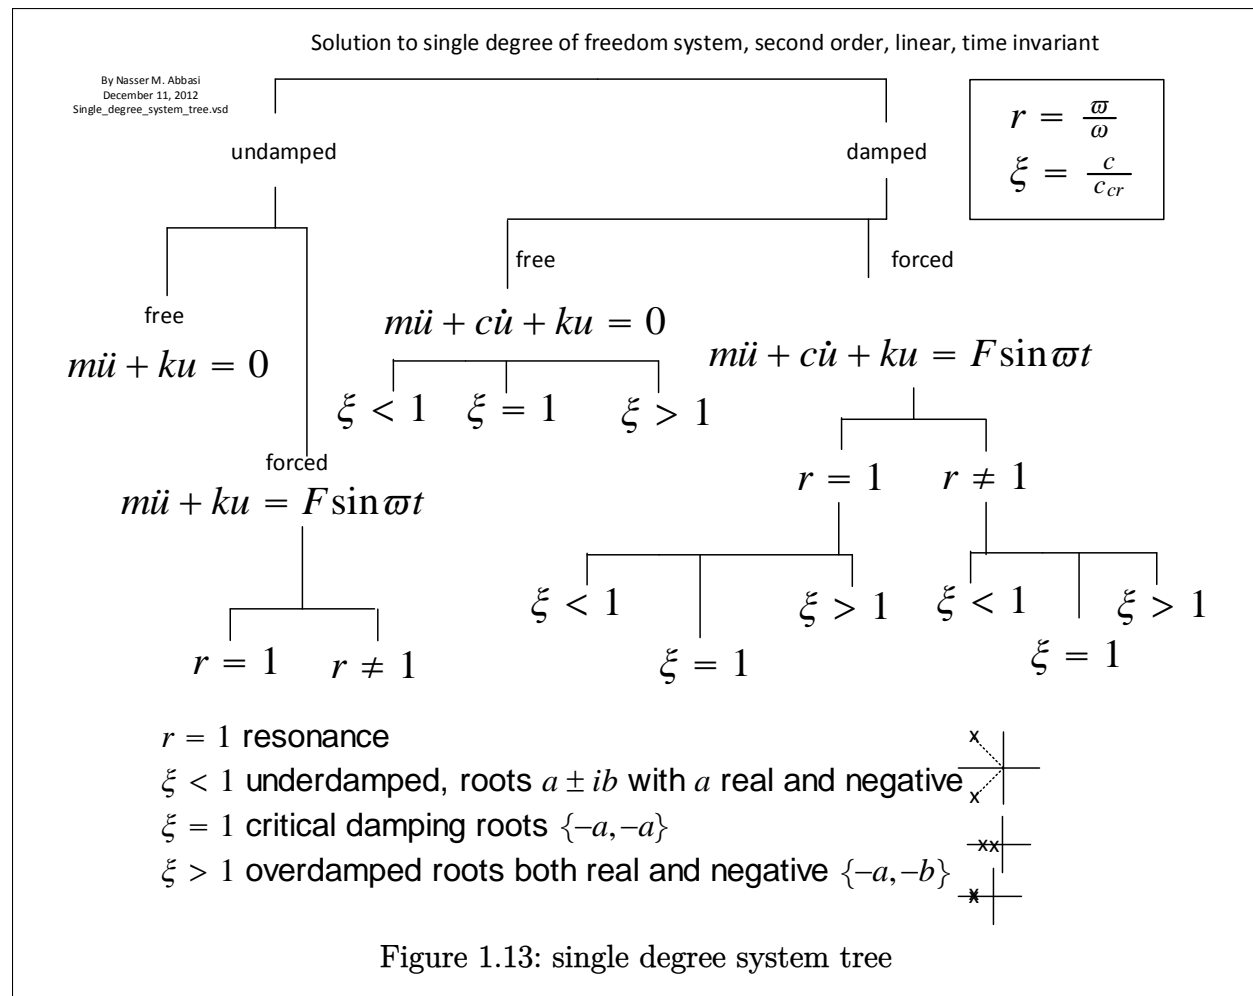 Solution to single degree of freedom system, second order, linear, time invariant
By Nasser M. Abbasi
December 11, 2012
Single_degree_system_tree.vsd
r = ϖ/ω
ξ = c/c_cr
undamped
damped
free
forced
free
mü + cu̇ + ku = 0
mü + ku = 0
mü + cu̇ + ku = F sin ϖt
ξ < 1 ξ = 1 ξ > 1
forced
mü + ku = F sin ϖt
r = 1 r ≠ 1
ξ < 1 ξ > 1 ξ < 1 ξ > 1
r = 1 r ≠ 1
ξ = 1 ξ = 1
r = 1 resonance
ξ < 1 underdamped, roots a ± ib with a real and negative
x
x
ξ = 1 critical damping roots {−a, −a}
xx
ξ > 1 overdamped roots both real and negative {−a, −b}
x
x
Figure 1.13: single degree system tree